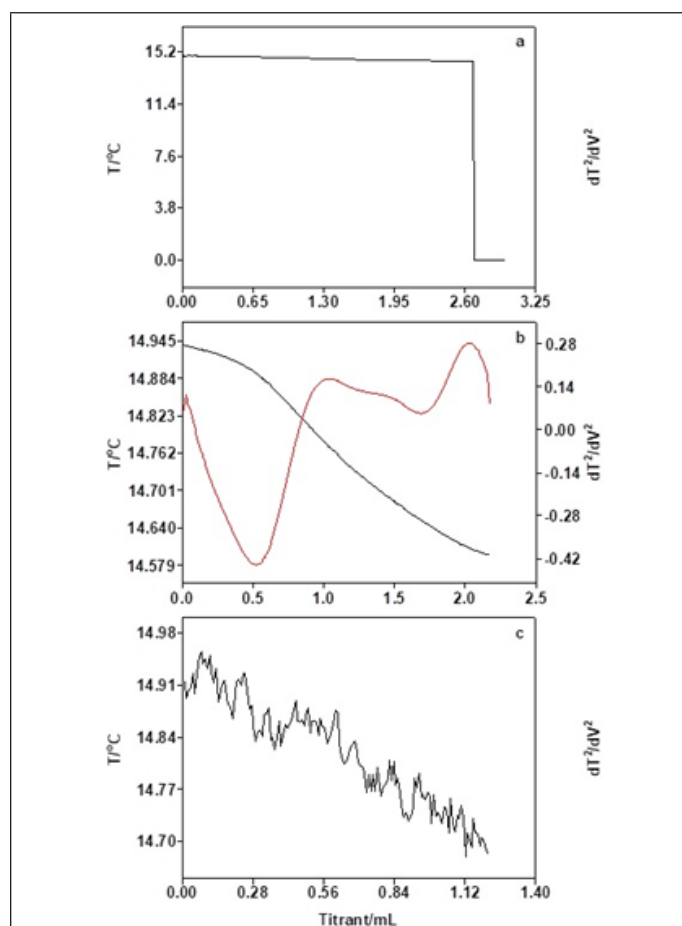 a
T/°C
15.2
11.4
7.6
3.8
0.0
dT²/dV²
0.00 0.65 1.30 1.95 2.60 3.25
b
T/°C
14.945
14.884
14.823
14.762
14.701
14.640
14.579
0.28
0.14
0.00
-0.14
-0.28
-0.42
dT²/dV²
0.0 0.5 1.0 1.5 2.0 2.5
c
T/°C
14.98
14.91
14.84
14.77
14.70
dT²/dV²
0.00 0.28 0.56 0.84 1.12 1.40
Titrant/mL